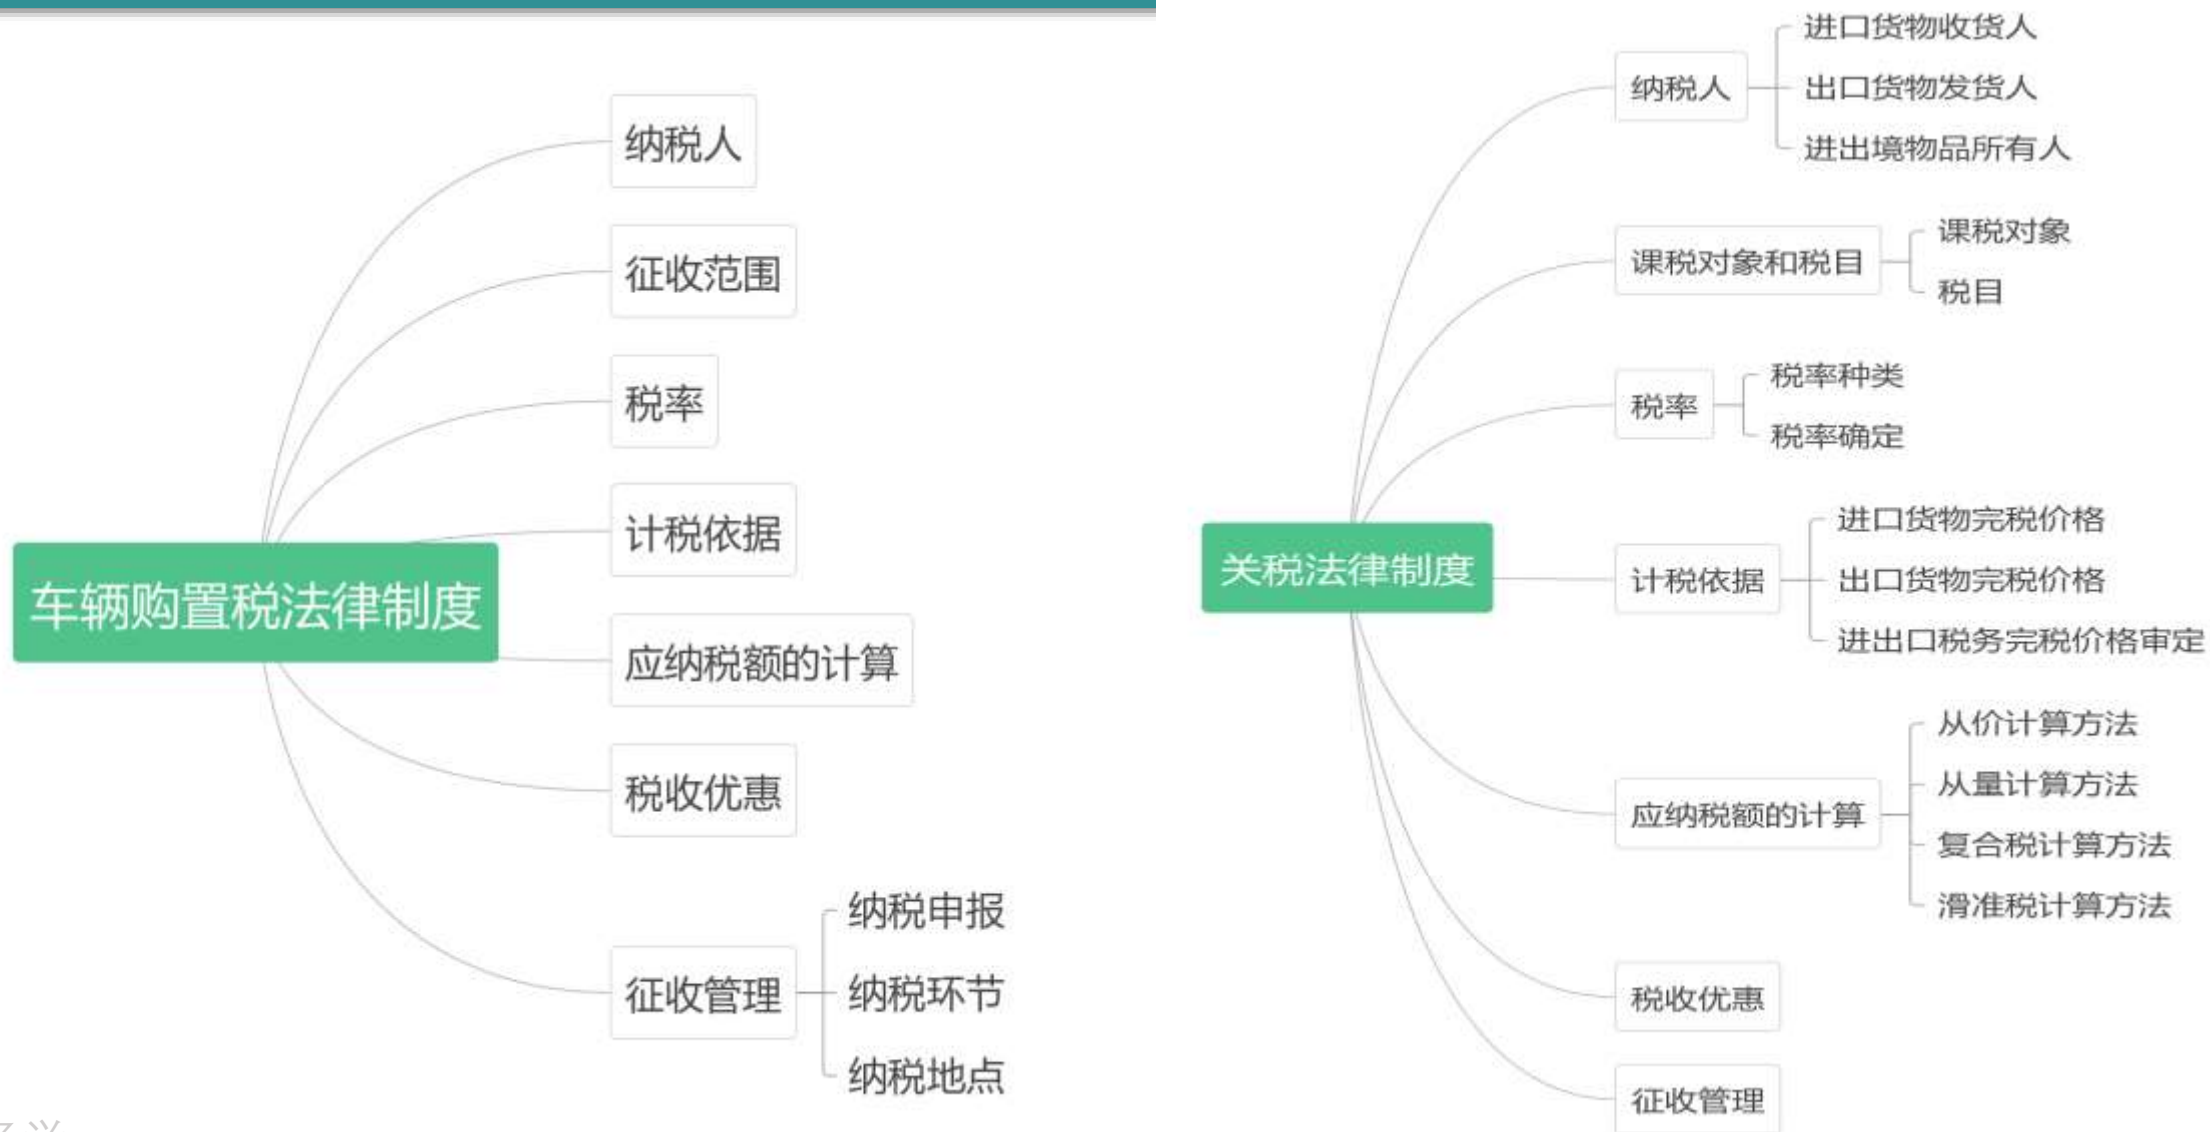 车辆购置税法律制度
纳税人
征收范围
税率
计税依据
应纳税额的计算
税收优惠
征收管理
纳税申报
纳税环节
纳税地点
关税法律制度
纳税人
进口货物收货人
出口货物发货人
进出境物品所有人
课税对象和税目
课税对象
税目
税率
税率种类
税率确定
计税依据
进口货物完税价格
出口货物完税价格
进出口税务完税价格审定
应纳税额的计算
从价计算方法
从量计算方法
复合税计算方法
滑准税计算方法
税收优惠
征收管理